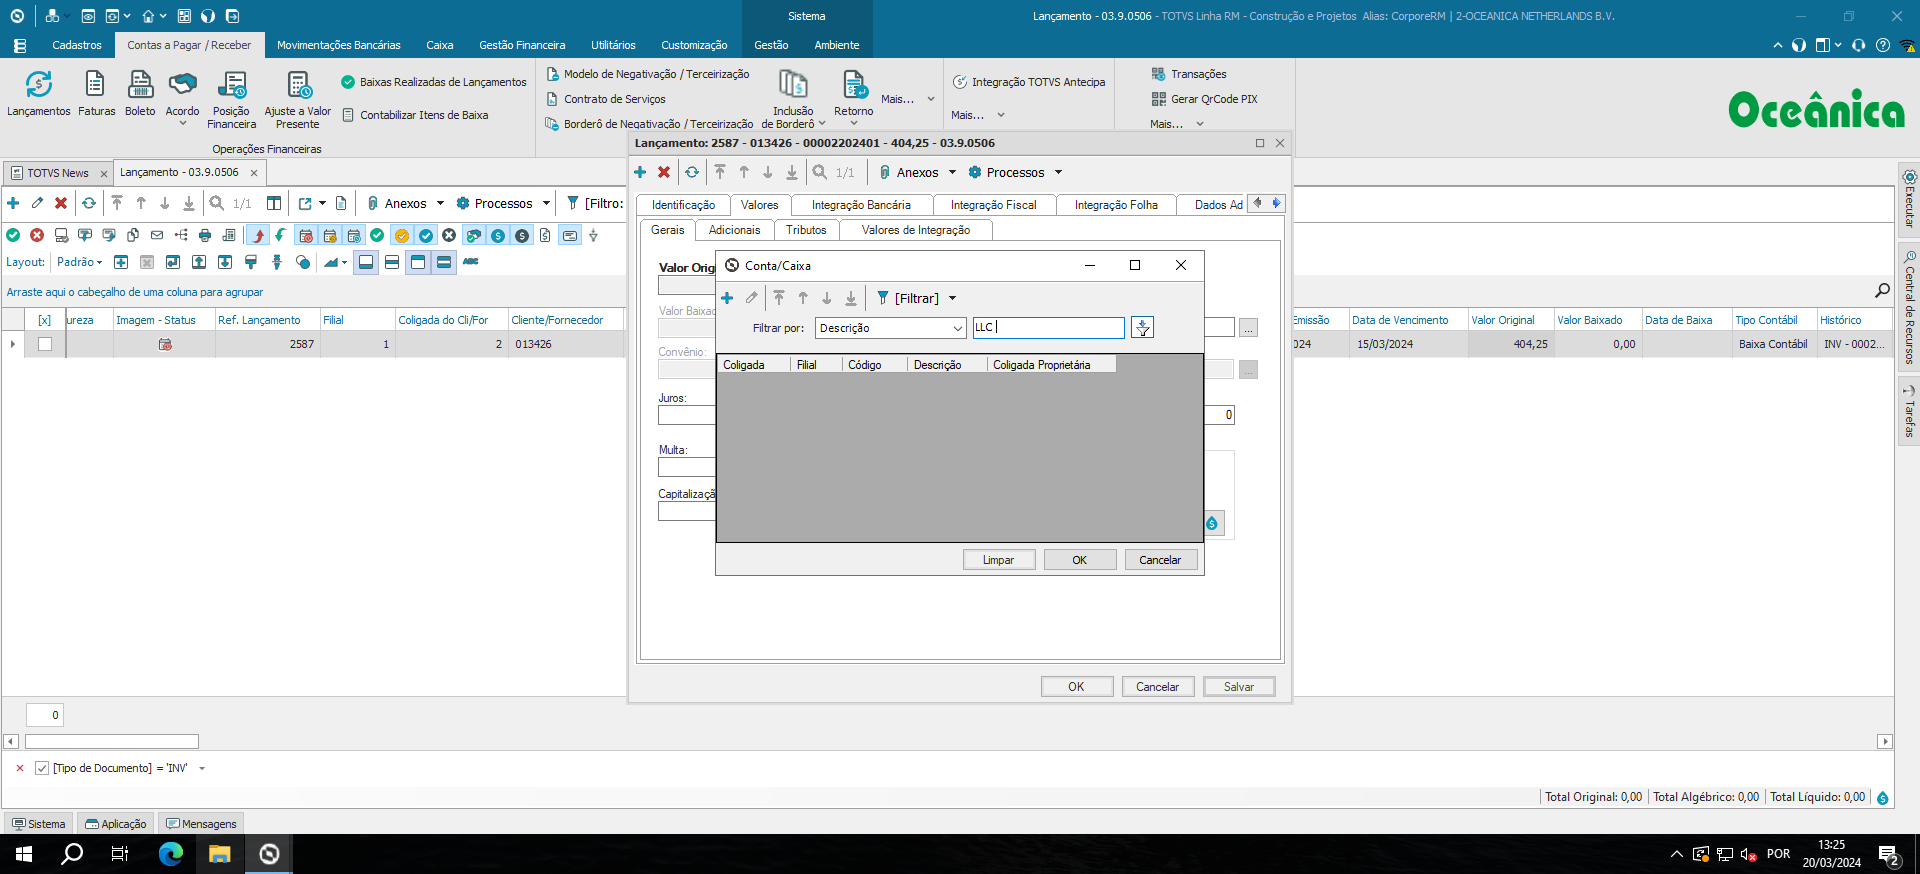 Sistema
Lançamento - 03.9.0506 - TOTVS Linha RM - Construção e Projetos  Alias: CorporeRM | 2-OCEANICA NETHERLANDS B.V.
Cadastros
Contas a Pagar / Receber
Movimentações Bancárias
Caixa
Gestão Financeira
Utilitários
Customização
Gestão
Ambiente
Lançamentos
Faturas
Boleto
Acordo
Posição Financeira
Ajuste a Valor Presente
Baixas Realizadas de Lançamentos
Contabilizar Itens de Baixa
Operações Financeiras
Modelo de Negativação / Terceirização
Contrato de Serviços
Borderô de Negativação / Terceirização
Inclusão de Borderô
Retorno
Mais...
Integração TOTVS Antecipa
Mais...
Transações
Gerar QrCode PIX
Mais...
Oceânica
TOTVS News
Lançamento - 03.9.0506
1/1
Anexos
Processos
[Filtro:
Layout:
Padrão
ABC
Arraste aqui o cabeçalho de uma coluna para agrupar
[x]
ureza
Imagem - Status
Ref. Lançamento
Filial
Coligada do Cli/For
Cliente/Fornecedor
Emissão
Data de Vencimento
Valor Original
Valor Baixado
Data de Baixa
Tipo Contábil
Histórico
2587
1
2
013426
024
15/03/2024
404,25
0,00
Baixa Contábil
INV - 0002...
Lançamento: 2587 - 013426 - 00002202401 - 404,25 - 03.9.0506
1/1
Anexos
Processos
Identificação
Valores
Integração Bancária
Integração Fiscal
Integração Folha
Dados Ad
Gerais
Adicionais
Tributos
Valores de Integração
Valor Orig
Valor Baixado
...
Convênio:
...
Juros:
0
Multa:
Capitalizaçã
Conta/Caixa
[Filtrar]
Filtrar por:
Descrição
LLC
Coligada
Filial
Código
Descrição
Coligada Proprietária
Limpar
OK
Cancelar
OK
Cancelar
Salvar
Executar
Central de Recursos
Tarefas
0
[Tipo de Documento] = 'INV'
Total Original: 0,00
Total Algébrico: 0,00
Total Líquido: 0,00
Sistema
Aplicação
Mensagens
POR
13:25
20/03/2024
2